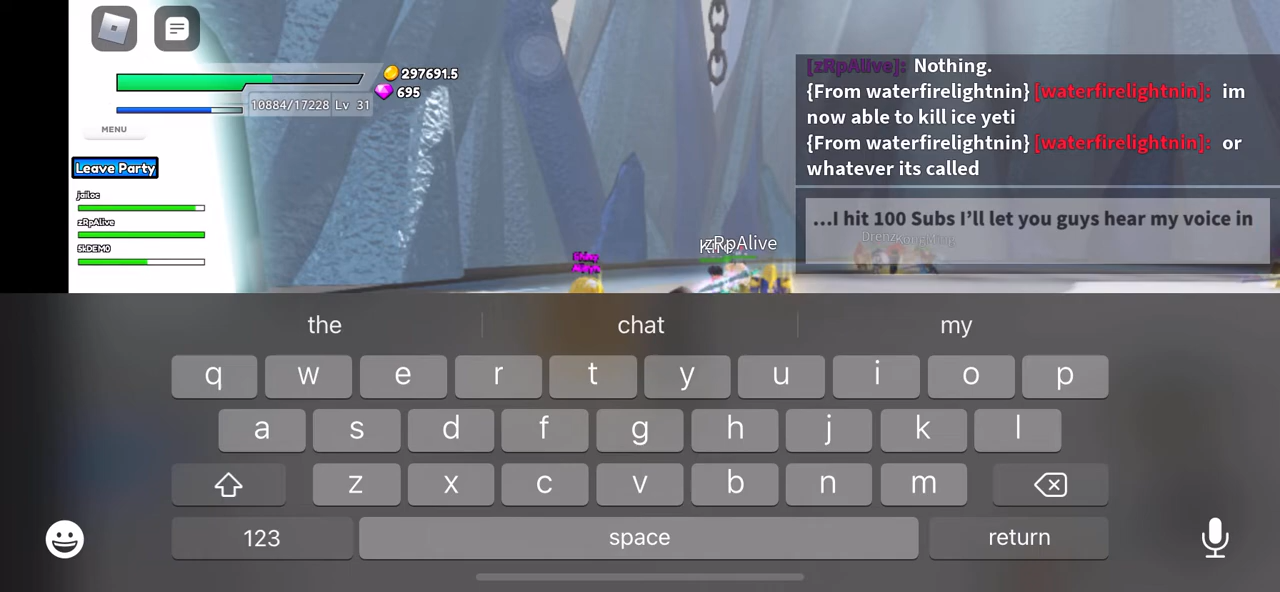 297691.5
695
10884/17228 Lv 31
MENU
Leave Party
jailoc
zRpAlive
zRpAlive
[zRpAlive]: Nothing.
{From waterfirelightnin} [waterfirelightnin]: im
now able to kill ice yeti
{From waterfirelightnin} [waterfirelightnin]: or
whatever its called
...I hit 100 Subs I'll let you guys hear my voice in
the chat my
q w e r t y u i o p
a s d f g h j k l
z x c v b n m
123 space return